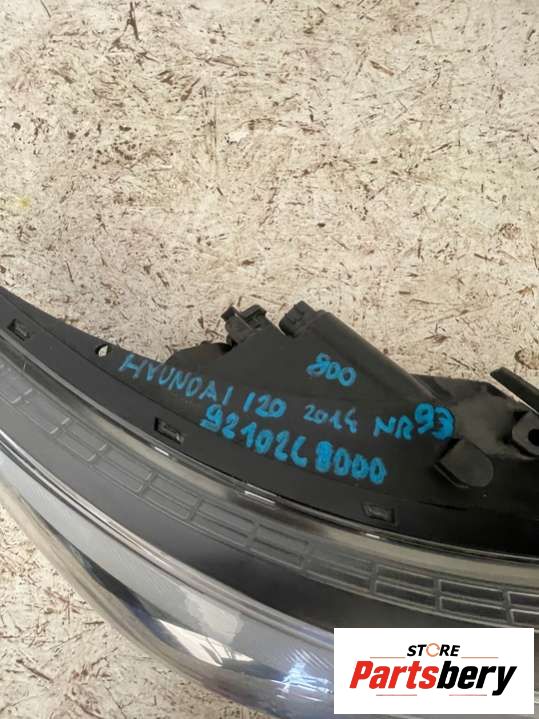 800
HYUNDAI I20 2014 NR93
92102C8000
STORE
Partsbery